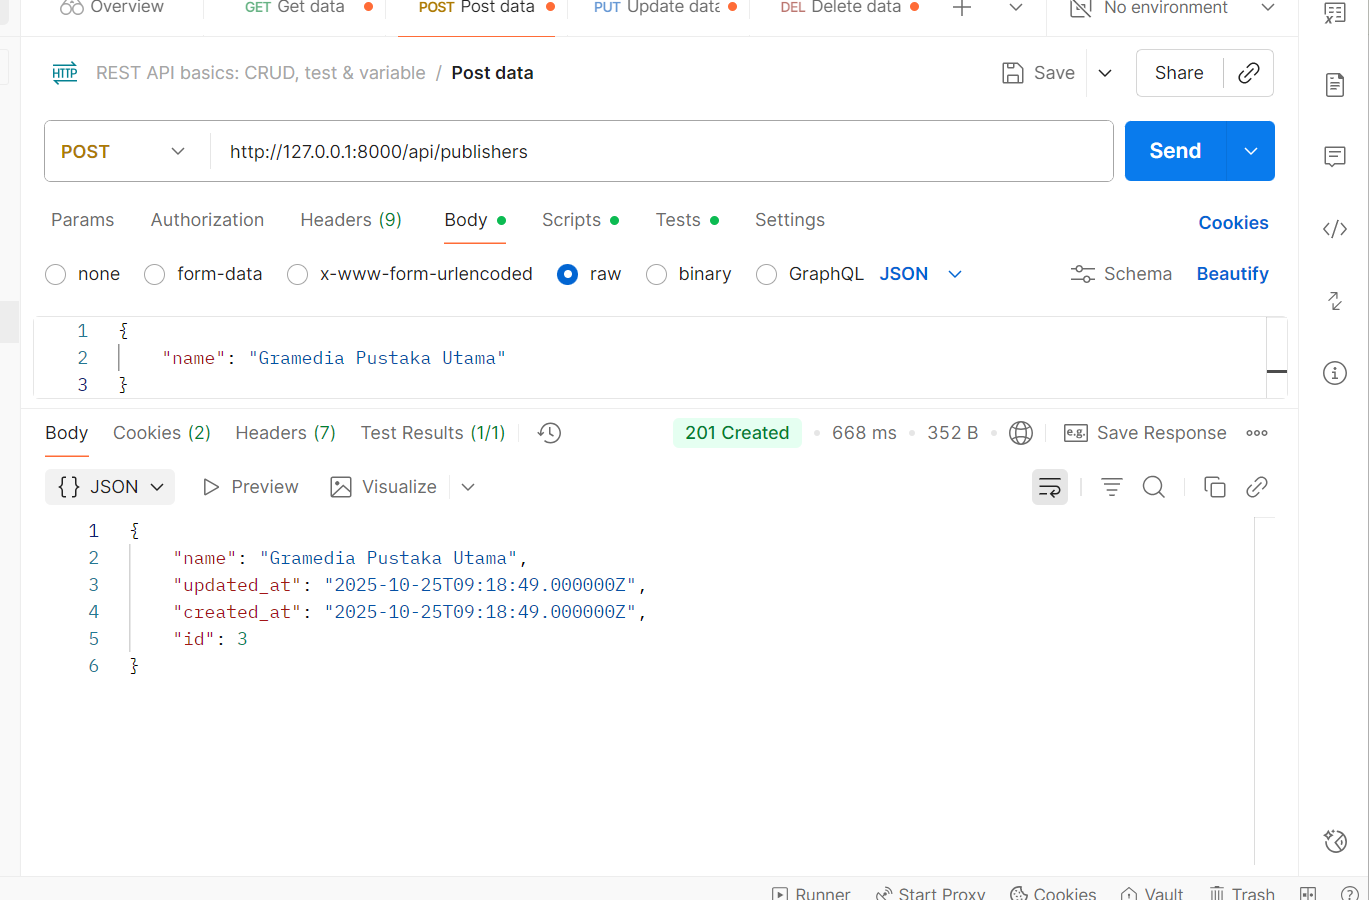 Overview GET Get data POST Post data PUT Update data DEL Delete data No environment
HTTP REST API basics: CRUD, test & variable / Post data Save Share
POST http://127.0.0.1:8000/api/publishers Send
Params Authorization Headers (9) Body Scripts Tests Settings Cookies
none form-data x-www-form-urlencoded raw binary GraphQL JSON Schema Beautify
1 {
2 "name": "Gramedia Pustaka Utama"
3 }
Body Cookies (2) Headers (7) Test Results (1/1) 201 Created 668 ms 352 B e.g. Save Response
{} JSON Preview Visualize
1 {
2 "name": "Gramedia Pustaka Utama",
3 "updated_at": "2025-10-25T09:18:49.000000Z",
4 "created_at": "2025-10-25T09:18:49.000000Z",
5 "id": 3
6 }
Runner Start Proxy Cookies Vault Trash